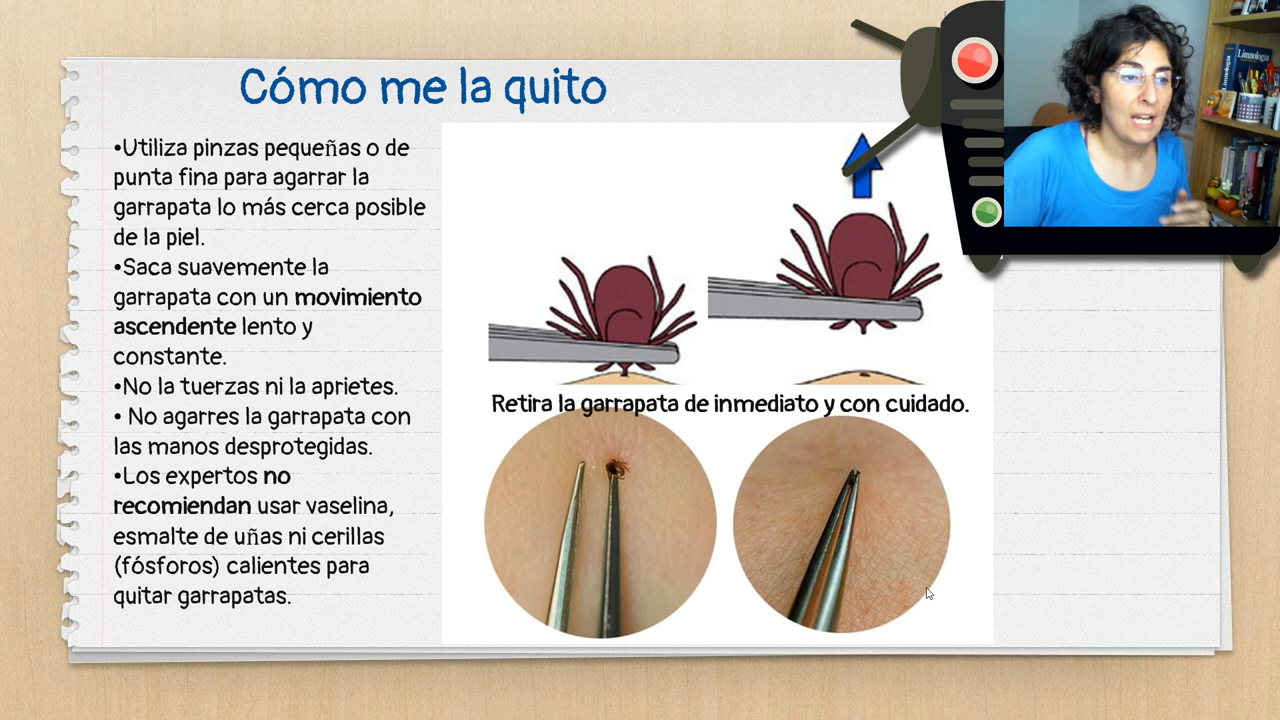 Cómo me la quito
•Utiliza pinzas pequeñas o de
punta fina para agarrar la
garrapata lo más cerca posible
de la piel.
•Saca suavemente la
garrapata con un movimiento
ascendente lento y
constante.
•No la tuerzas ni la aprietes.
• No agarres la garrapata con
las manos desprotegidas.
•Los expertos no
recomiendan usar vaselina,
esmalte de uñas ni cerillas
(fósforos) calientes para
quitar garrapatas.
Retira la garrapata de inmediato y con cuidado.
Limnología
Limnología